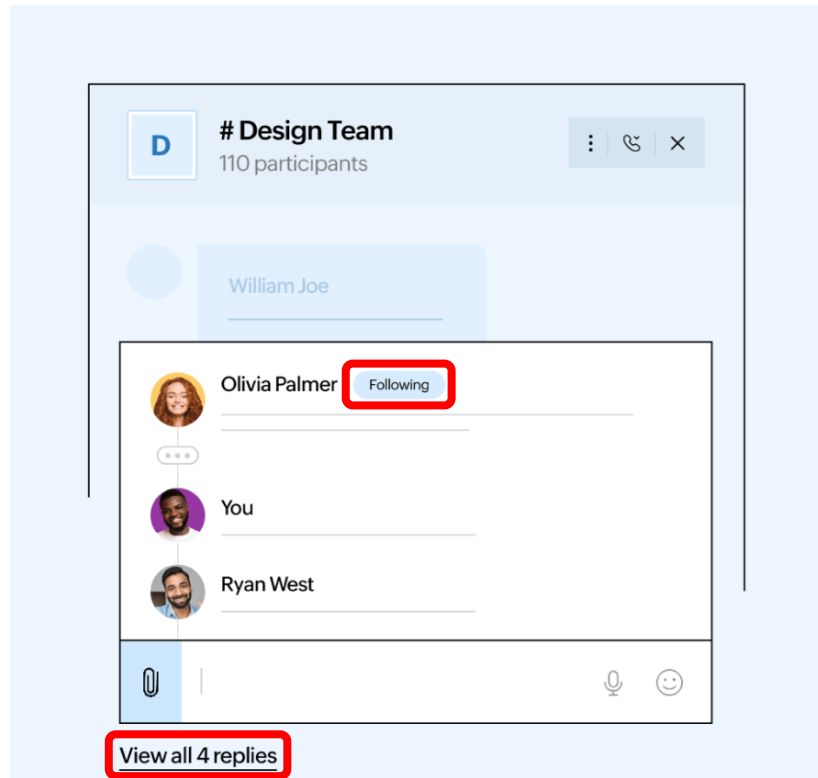 D
# Design Team
110 participants
William Joe
Olivia Palmer Following
You
Ryan West
View all 4 replies